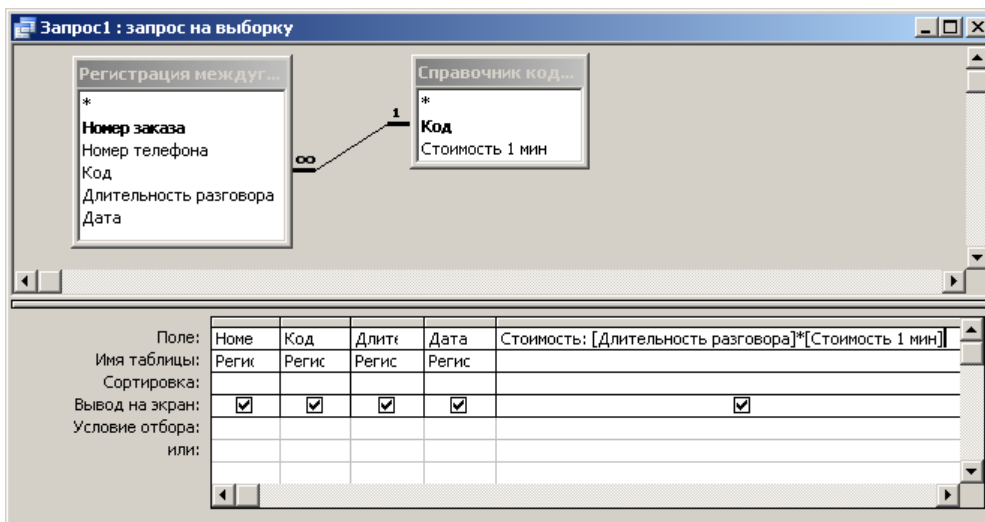 Запрос1 : запрос на выборку
Регистрация междуг...
*
Номер заказа
Номер телефона
Код
Длительность разговора
Дата
∞
1
Справочник код...
*
Код
Стоимость 1 мин
Поле: Номе Код Длите Дата Стоимость: [Длительность разговора]*[Стоимость 1 мин]
Имя таблицы: Регис Регис Регис Регис
Сортировка:
Вывод на экран:
Условие отбора:
или: